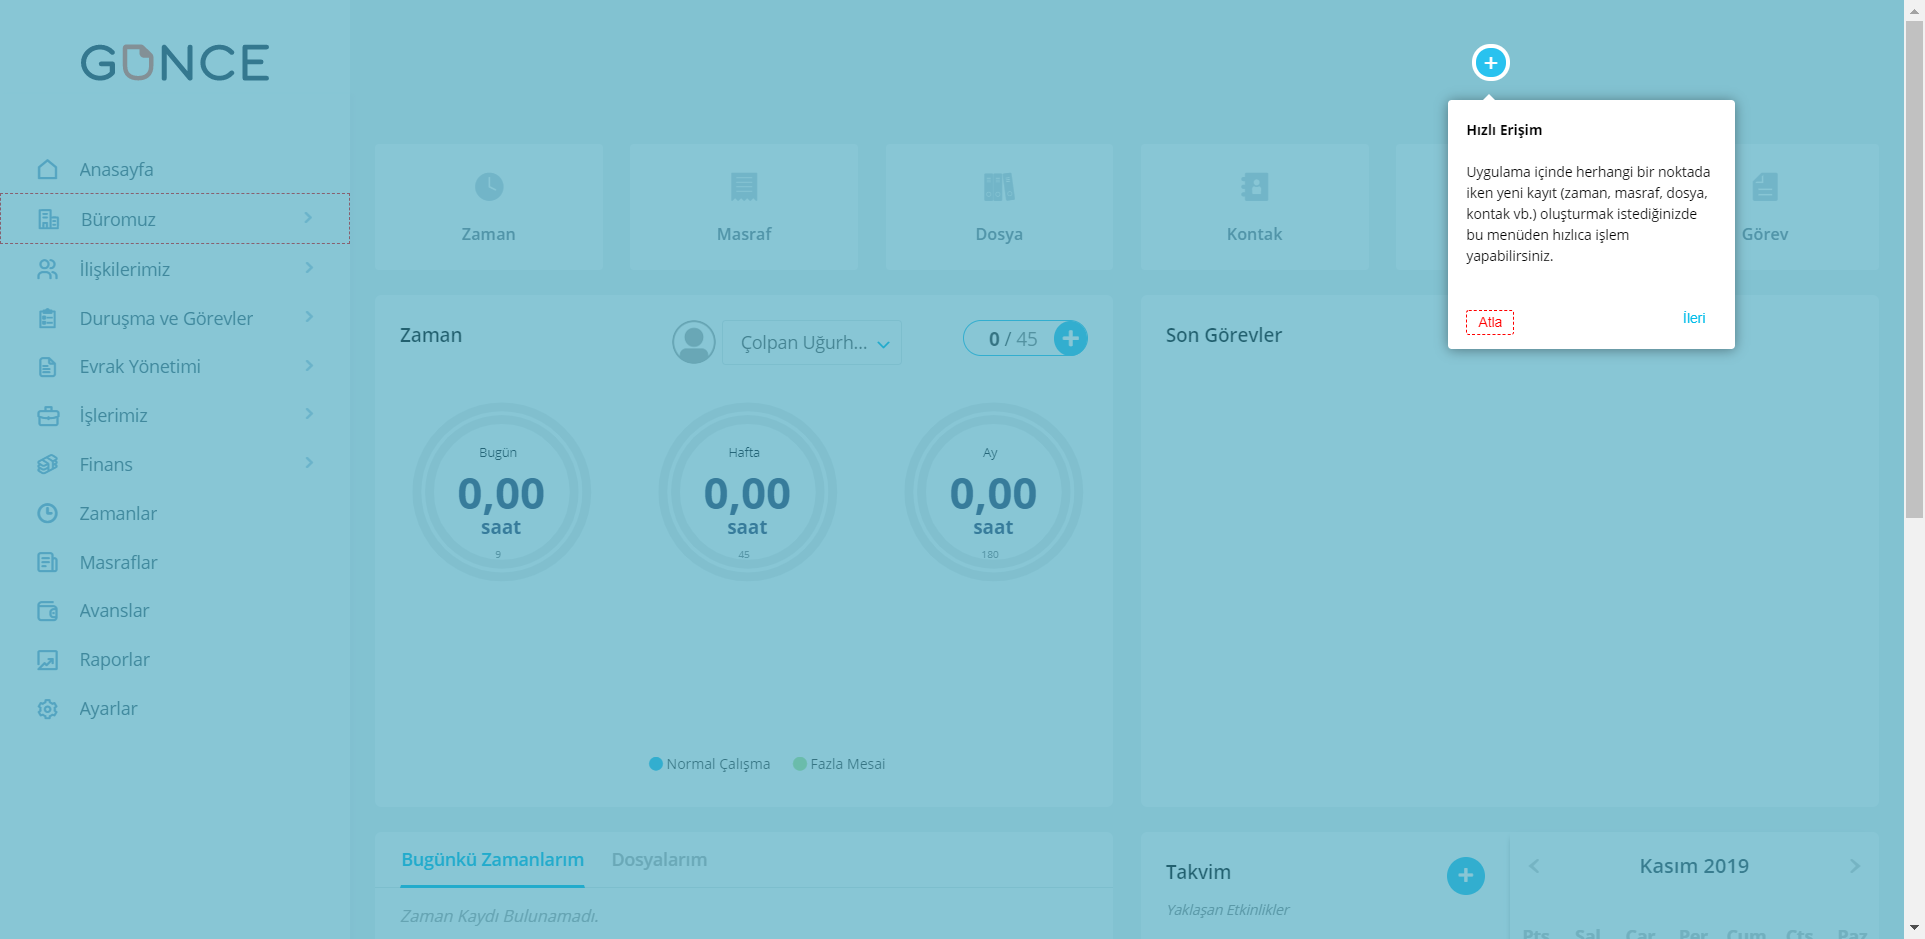 GÜNCE
Anasayfa
Büromuz
İlişkilerimiz
Duruşma ve Görevler
Evrak Yönetimi
İşlerimiz
Finans
Zamanlar
Masraflar
Avanslar
Raporlar
Ayarlar
Zaman
Masraf
Dosya
Kontak
Görev
Hızlı Erişim
Uygulama içinde herhangi bir noktada
iken yeni kayıt (zaman, masraf, dosya,
kontak vb.) oluşturmak istediğinizde
bu menüden hızlıca işlem
yapabilirsiniz.
Atla
İleri
Zaman
Çolpan Uğurh...
0 / 45
Bugün
0,00
saat
9
Hafta
0,00
saat
45
Ay
0,00
saat
180
Normal Çalışma
Fazla Mesai
Son Görevler
Bugünkü Zamanlarım
Dosyalarım
Zaman Kaydı Bulunamadı.
Takvim
Yaklaşan Etkinlikler
Kasım 2019
Pts Sal Çar Per Cum Cts Paz